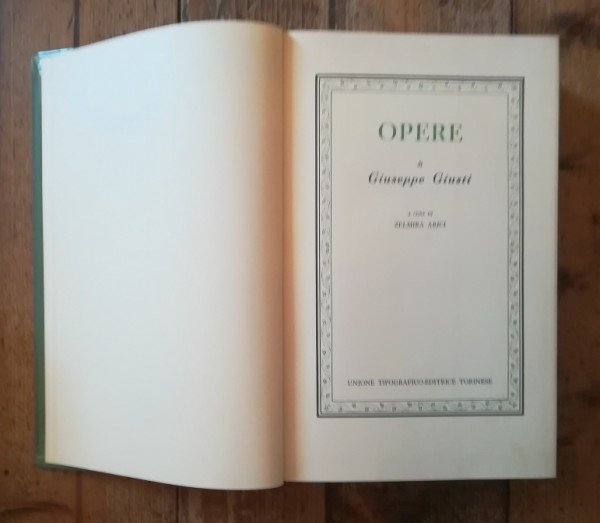 OPERE
di
Giuseppe Giusti
a cura di
ZELMIRA ARICI
UNIONE TIPOGRAFICO-EDITRICE TORINESE